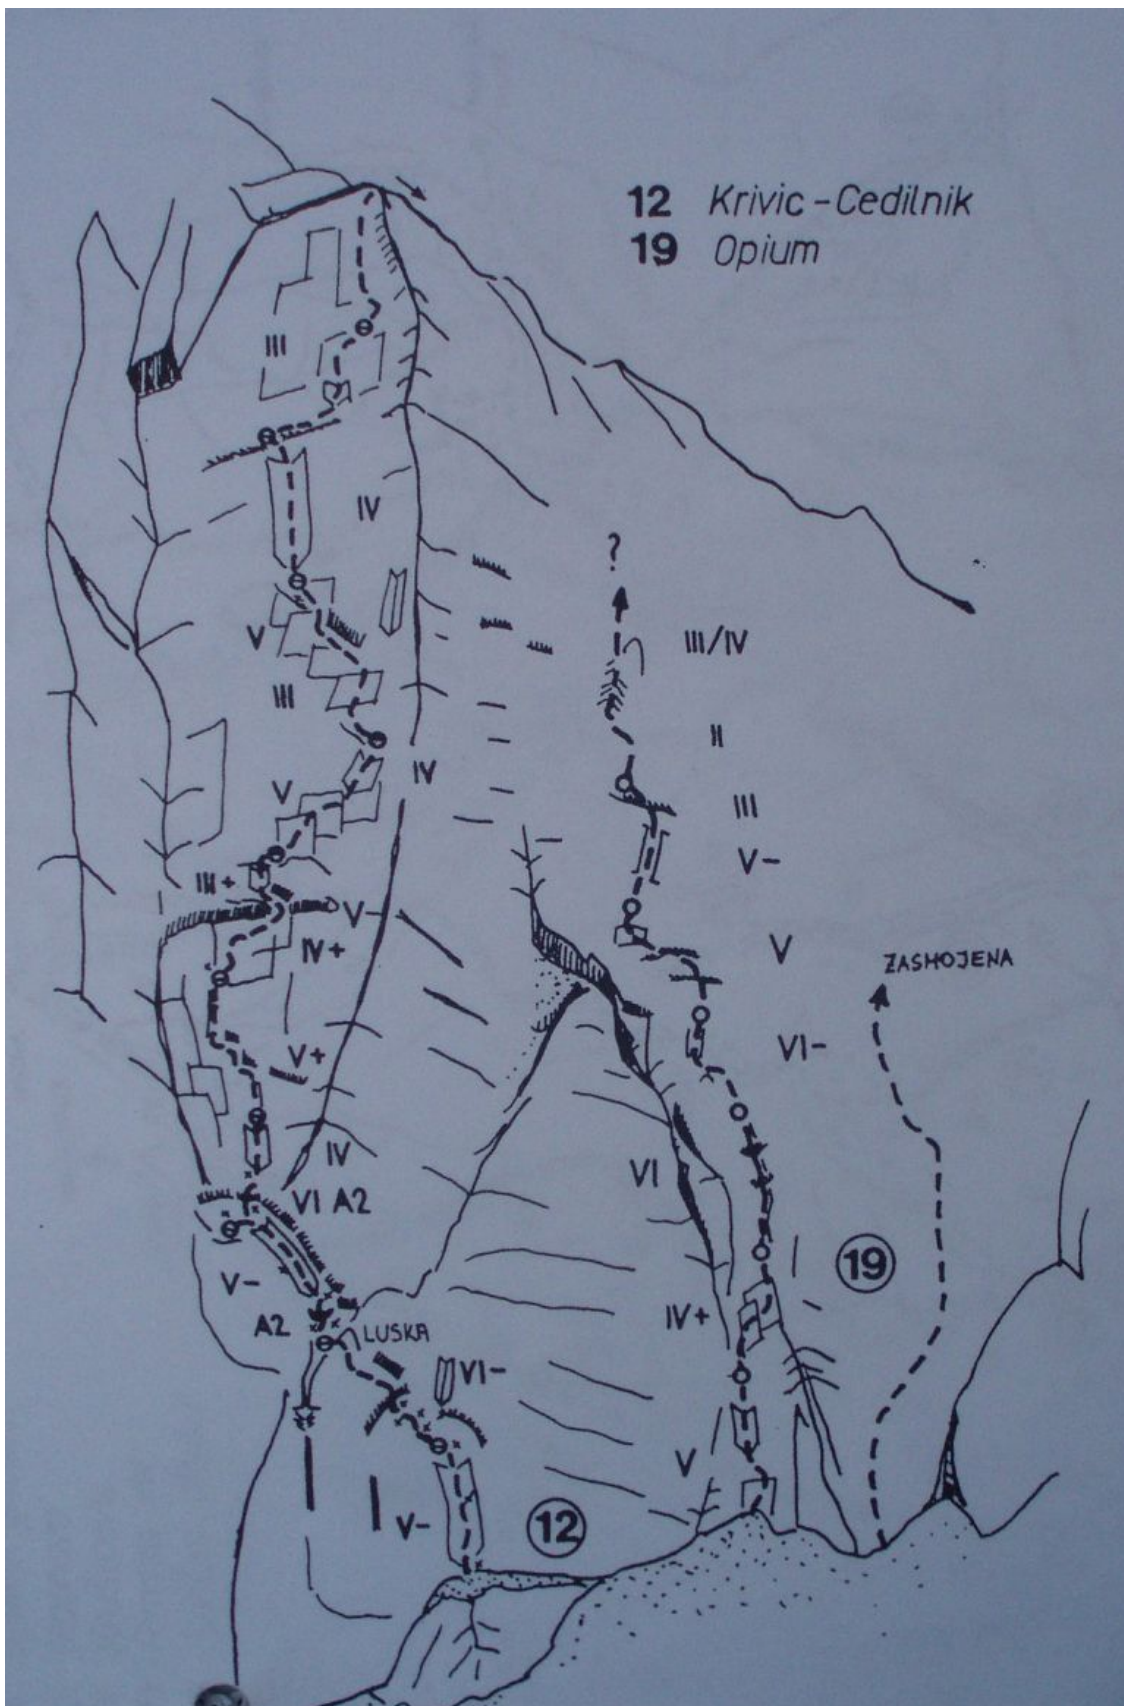 12 Krivic-Cedilnik
19 Opium
III
IV
?
V
III/IV
III
II
IV
V
III
V-
III+
V-
IV+
V
ZASHOJENA
VI-
V+
IV
VI
VI A2
19
V-
A2
IV+
LUSKA
VI-
V
V-
12